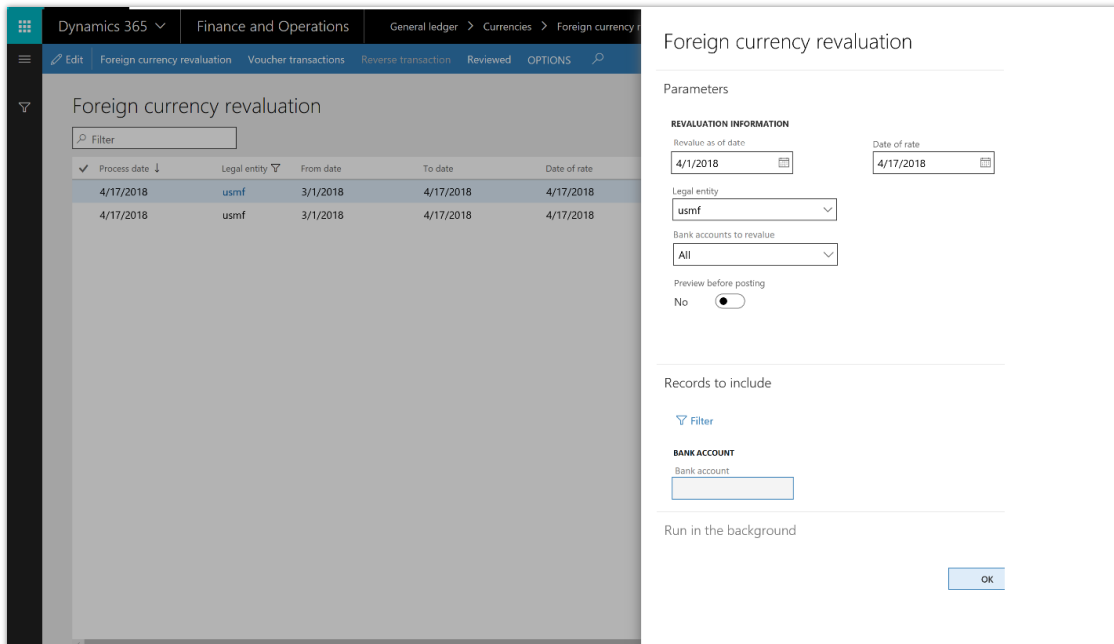 Dynamics 365 Finance and Operations General ledger > Currencies > Foreign currency r
Edit Foreign currency revaluation Voucher transactions Reverse transaction Reviewed OPTIONS
Foreign currency revaluation
Filter
Process date Legal entity From date To date Date of rate
4/17/2018 usmf 3/1/2018 4/17/2018 4/17/2018
4/17/2018 usmf 3/1/2018 4/17/2018 4/17/2018
Foreign currency revaluation
Parameters
REVALUATION INFORMATION
Revalue as of date Date of rate
4/1/2018 4/17/2018
Legal entity
usmf
Bank accounts to revalue
All
Preview before posting
No
Records to include
Filter
BANK ACCOUNT
Bank account
Run in the background
OK